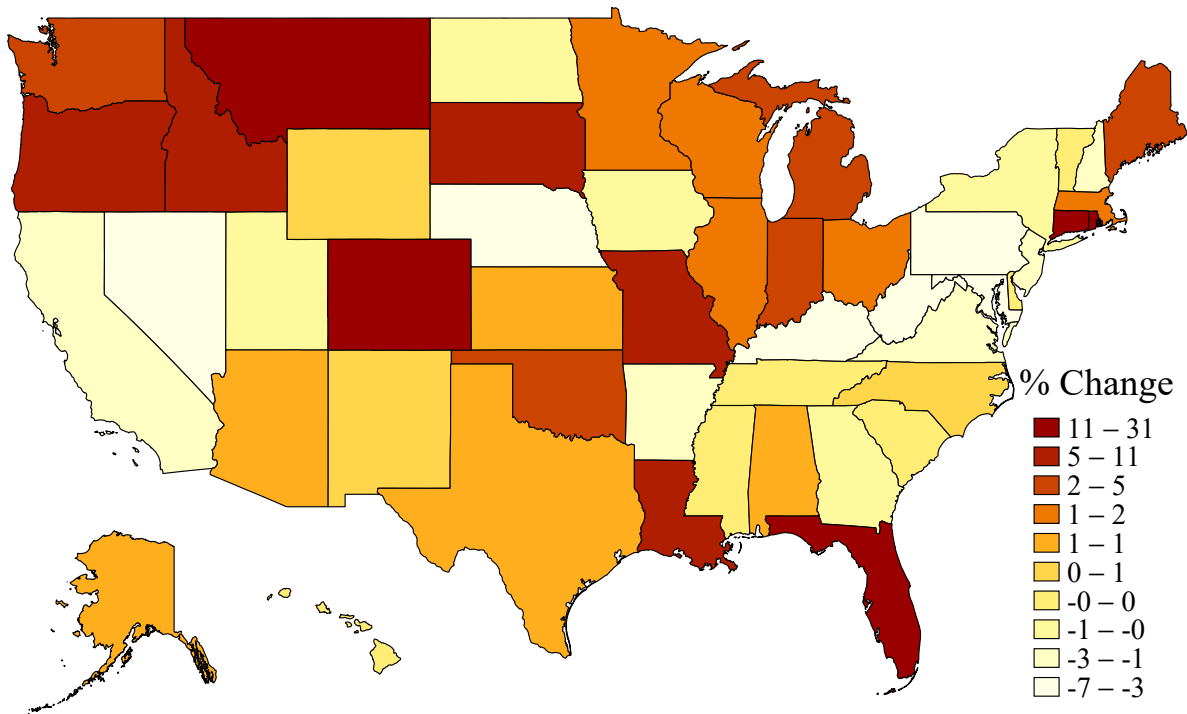 % Change
11 – 31
5 – 11
2 – 5
1 – 2
1 – 1
0 – 1
-0 – 0
-1 – -0
-3 – -1
-7 – -3